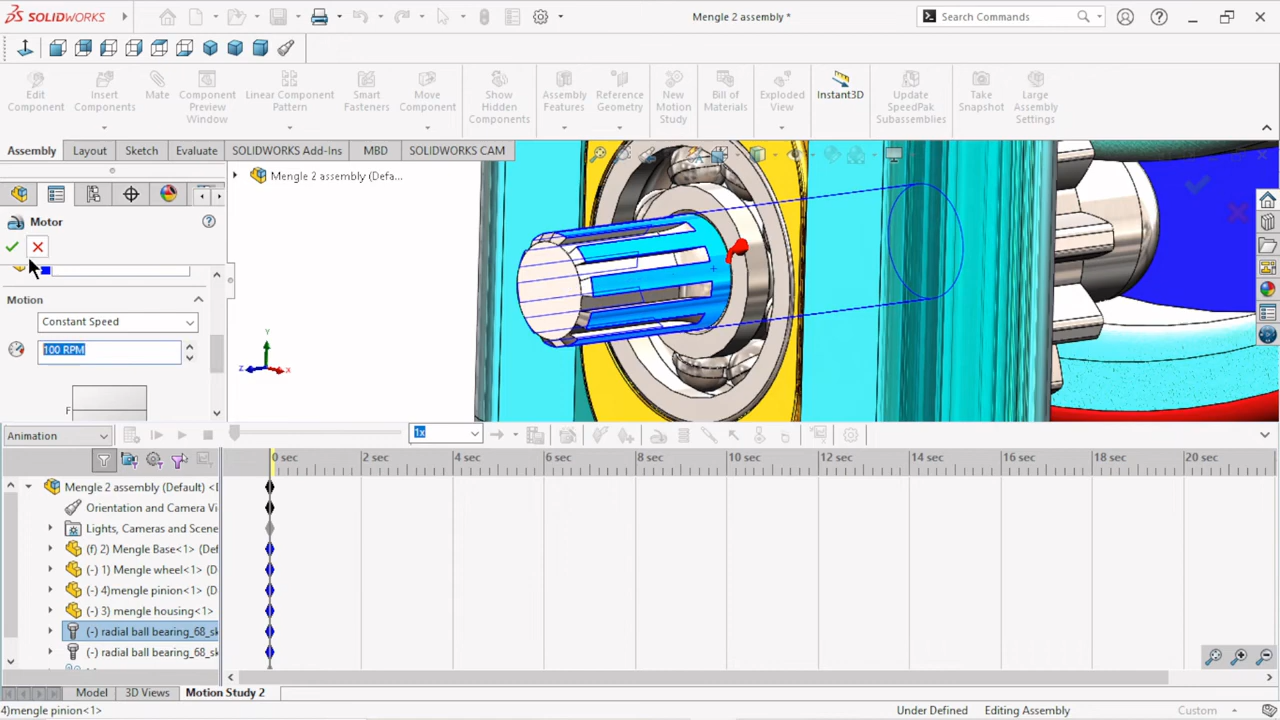 SOLIDWORKS
Mengle 2 assembly *
Search Commands
Edit Component
Insert Components
Mate
Component Preview Window
Linear Component Pattern
Smart Fasteners
Move Component
Show Hidden Components
Assembly Features
Reference Geometry
New Motion Study
Bill of Materials
Exploded View
Instant3D
Update SpeedPak Subassemblies
Take Snapshot
Large Assembly Settings
Assembly
Layout
Sketch
Evaluate
SOLIDWORKS Add-Ins
MBD
SOLIDWORKS CAM
Mengle 2 assembly (Defa...
Motor
Motion
Constant Speed
100 RPM
F
Y
Z
X
Animation
1x
0 sec
2 sec
4 sec
6 sec
8 sec
10 sec
12 sec
14 sec
16 sec
18 sec
20 sec
Mengle 2 assembly (Default) <D
Orientation and Camera Vi
Lights, Cameras and Scene
(f) 2) Mengle Base<1> (Def
(-) 1) Mengle wheel<1> (D
(-) 4)mengle pinion<1> (D
(-) 3) mengle housing<1>
(-) radial ball bearing_68_sk
(-) radial ball bearing_68_sk
Model
3D Views
Motion Study 2
4)mengle pinion<1>
Under Defined
Editing Assembly
Custom